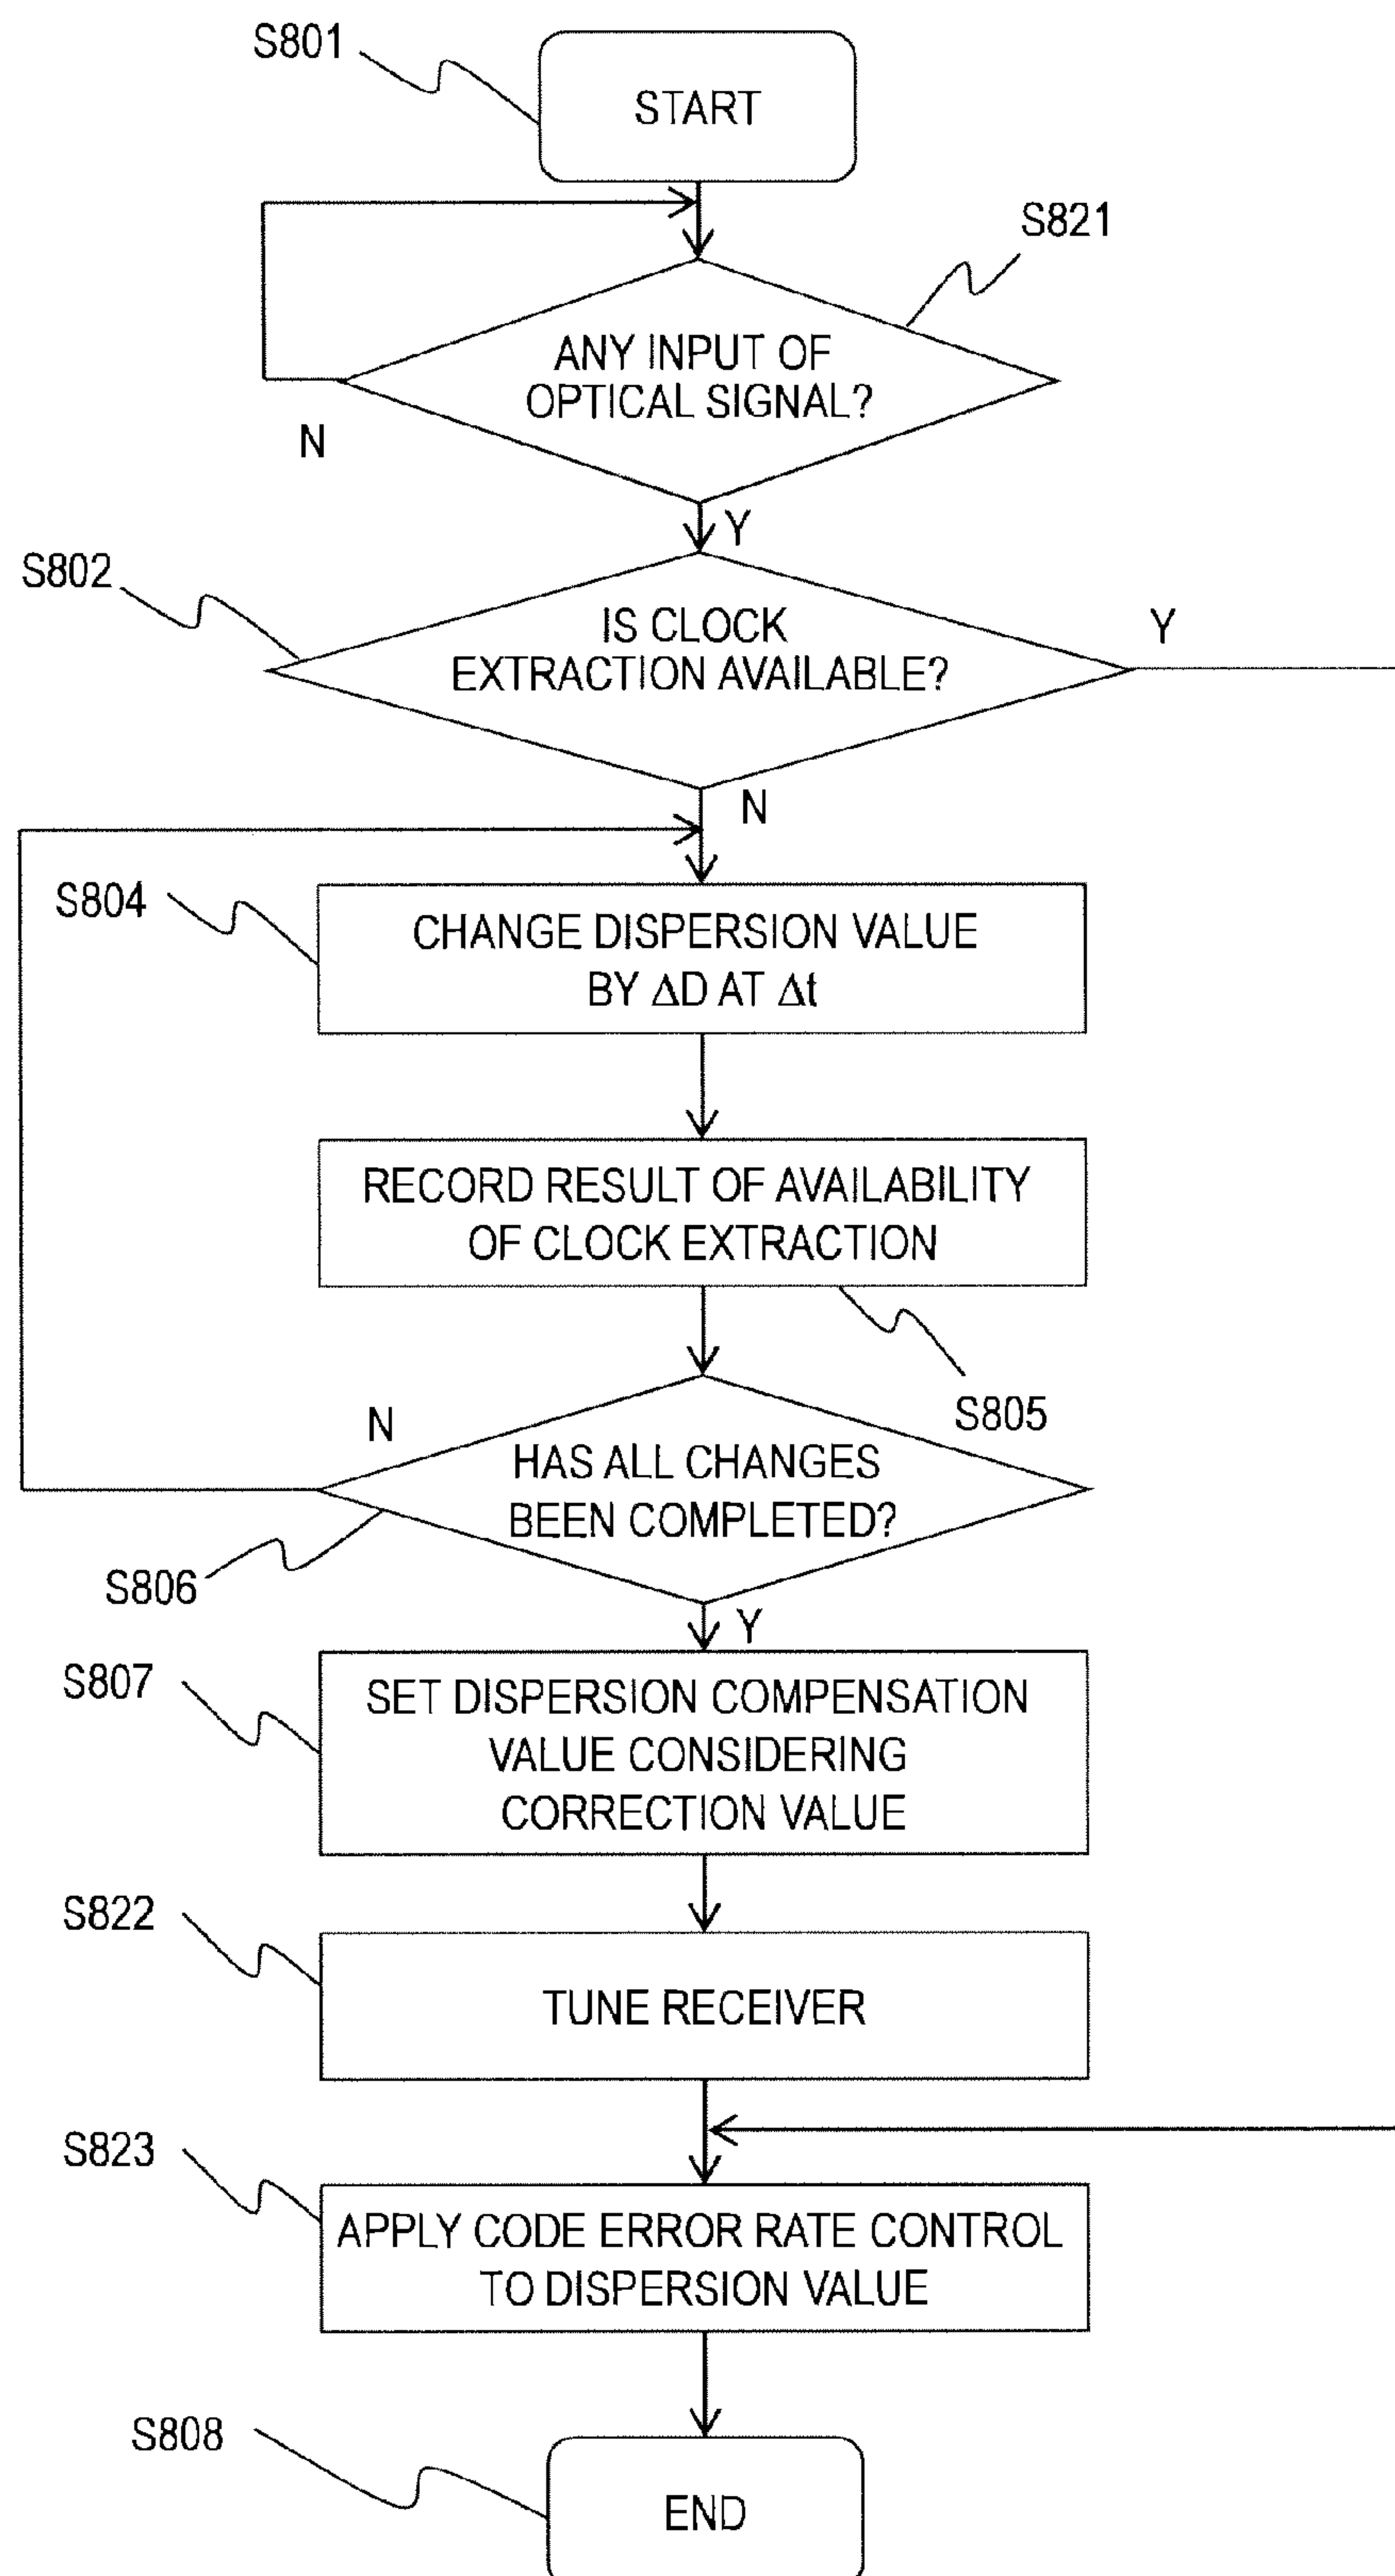 S801
START
S821
ANY INPUT OF
OPTICAL SIGNAL?
N
Y
S802
IS CLOCK
EXTRACTION AVAILABLE?
Y
N
S804
CHANGE DISPERSION VALUE
BY ΔD AT Δt
RECORD RESULT OF AVAILABILITY
OF CLOCK EXTRACTION
S805
N
HAS ALL CHANGES
BEEN COMPLETED?
S806
Y
S807
SET DISPERSION COMPENSATION
VALUE CONSIDERING
CORRECTION VALUE
S822
TUNE RECEIVER
S823
APPLY CODE ERROR RATE CONTROL
TO DISPERSION VALUE
S808
END